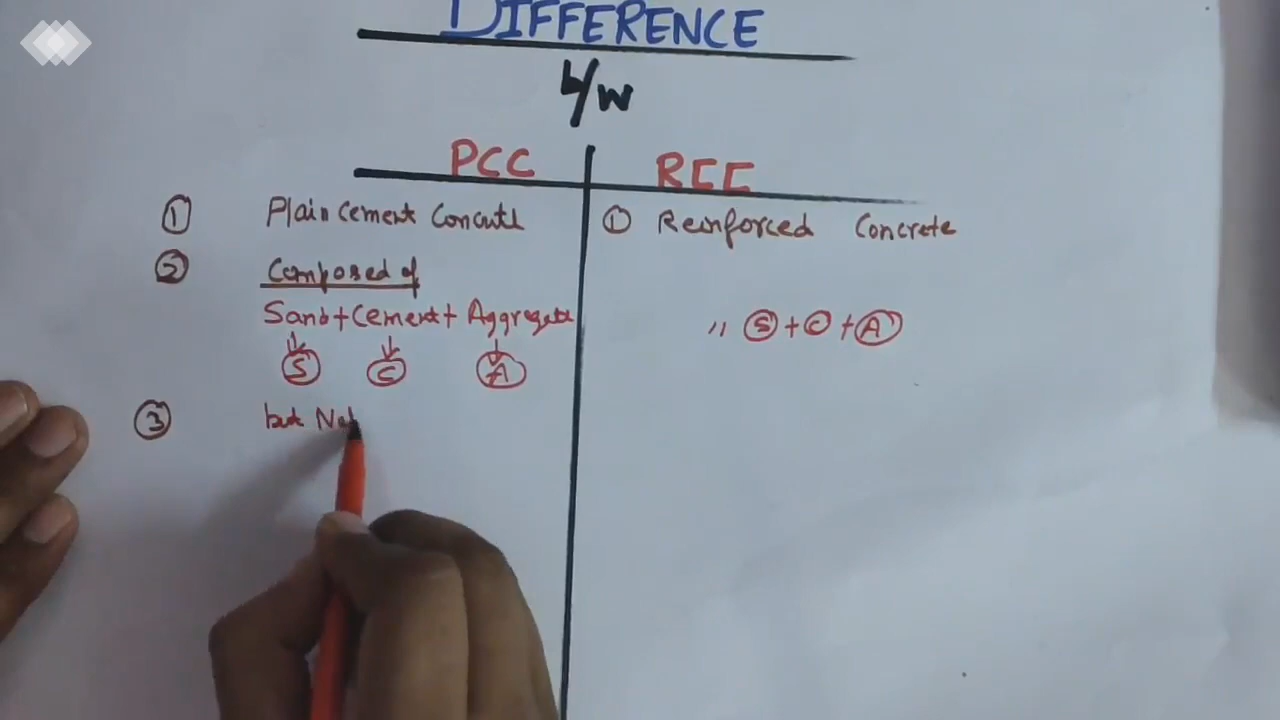 DIFFERENCE
b/w
PCC RCC
① Plain Cement Concrete ① Reinforced Concrete
② Composed of
Sand+Cement+ Aggregate " Ⓢ+Ⓒ+Ⓐ
Ⓢ Ⓒ Ⓐ
③ but Not